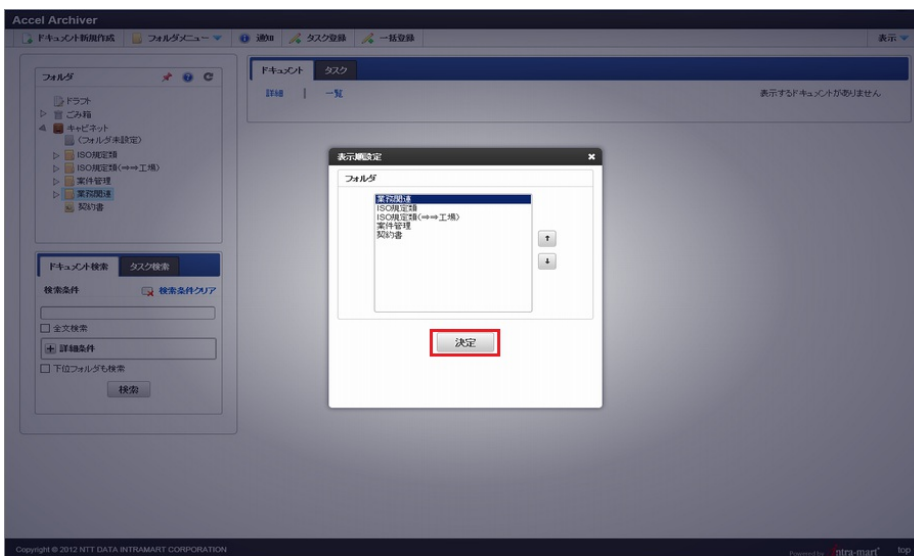 Accel Archiver
ドキュメント新規作成 フォルダメニュー 通知 タスク登録 一括登録 表示
フォルダ
ドラフト
ごみ箱
キャビネット
(フォルダ未設定)
ISO規定類
ISO規定類(⇒⇒工場)
案件管理
業務関連
契約書
ドキュメント タスク
詳細 | 一覧 表示するドキュメントがありません
表示順設定
フォルダ
業務関連
ISO規定類
ISO規定類(⇒⇒工場)
案件管理
契約書
決定
ドキュメント検索 タスク検索
検索条件 検索条件クリア
全文検索
詳細条件
下位フォルダも検索
検索
Copyright © 2012 NTT DATA INTRAMART CORPORATION Powered by intra-mart top